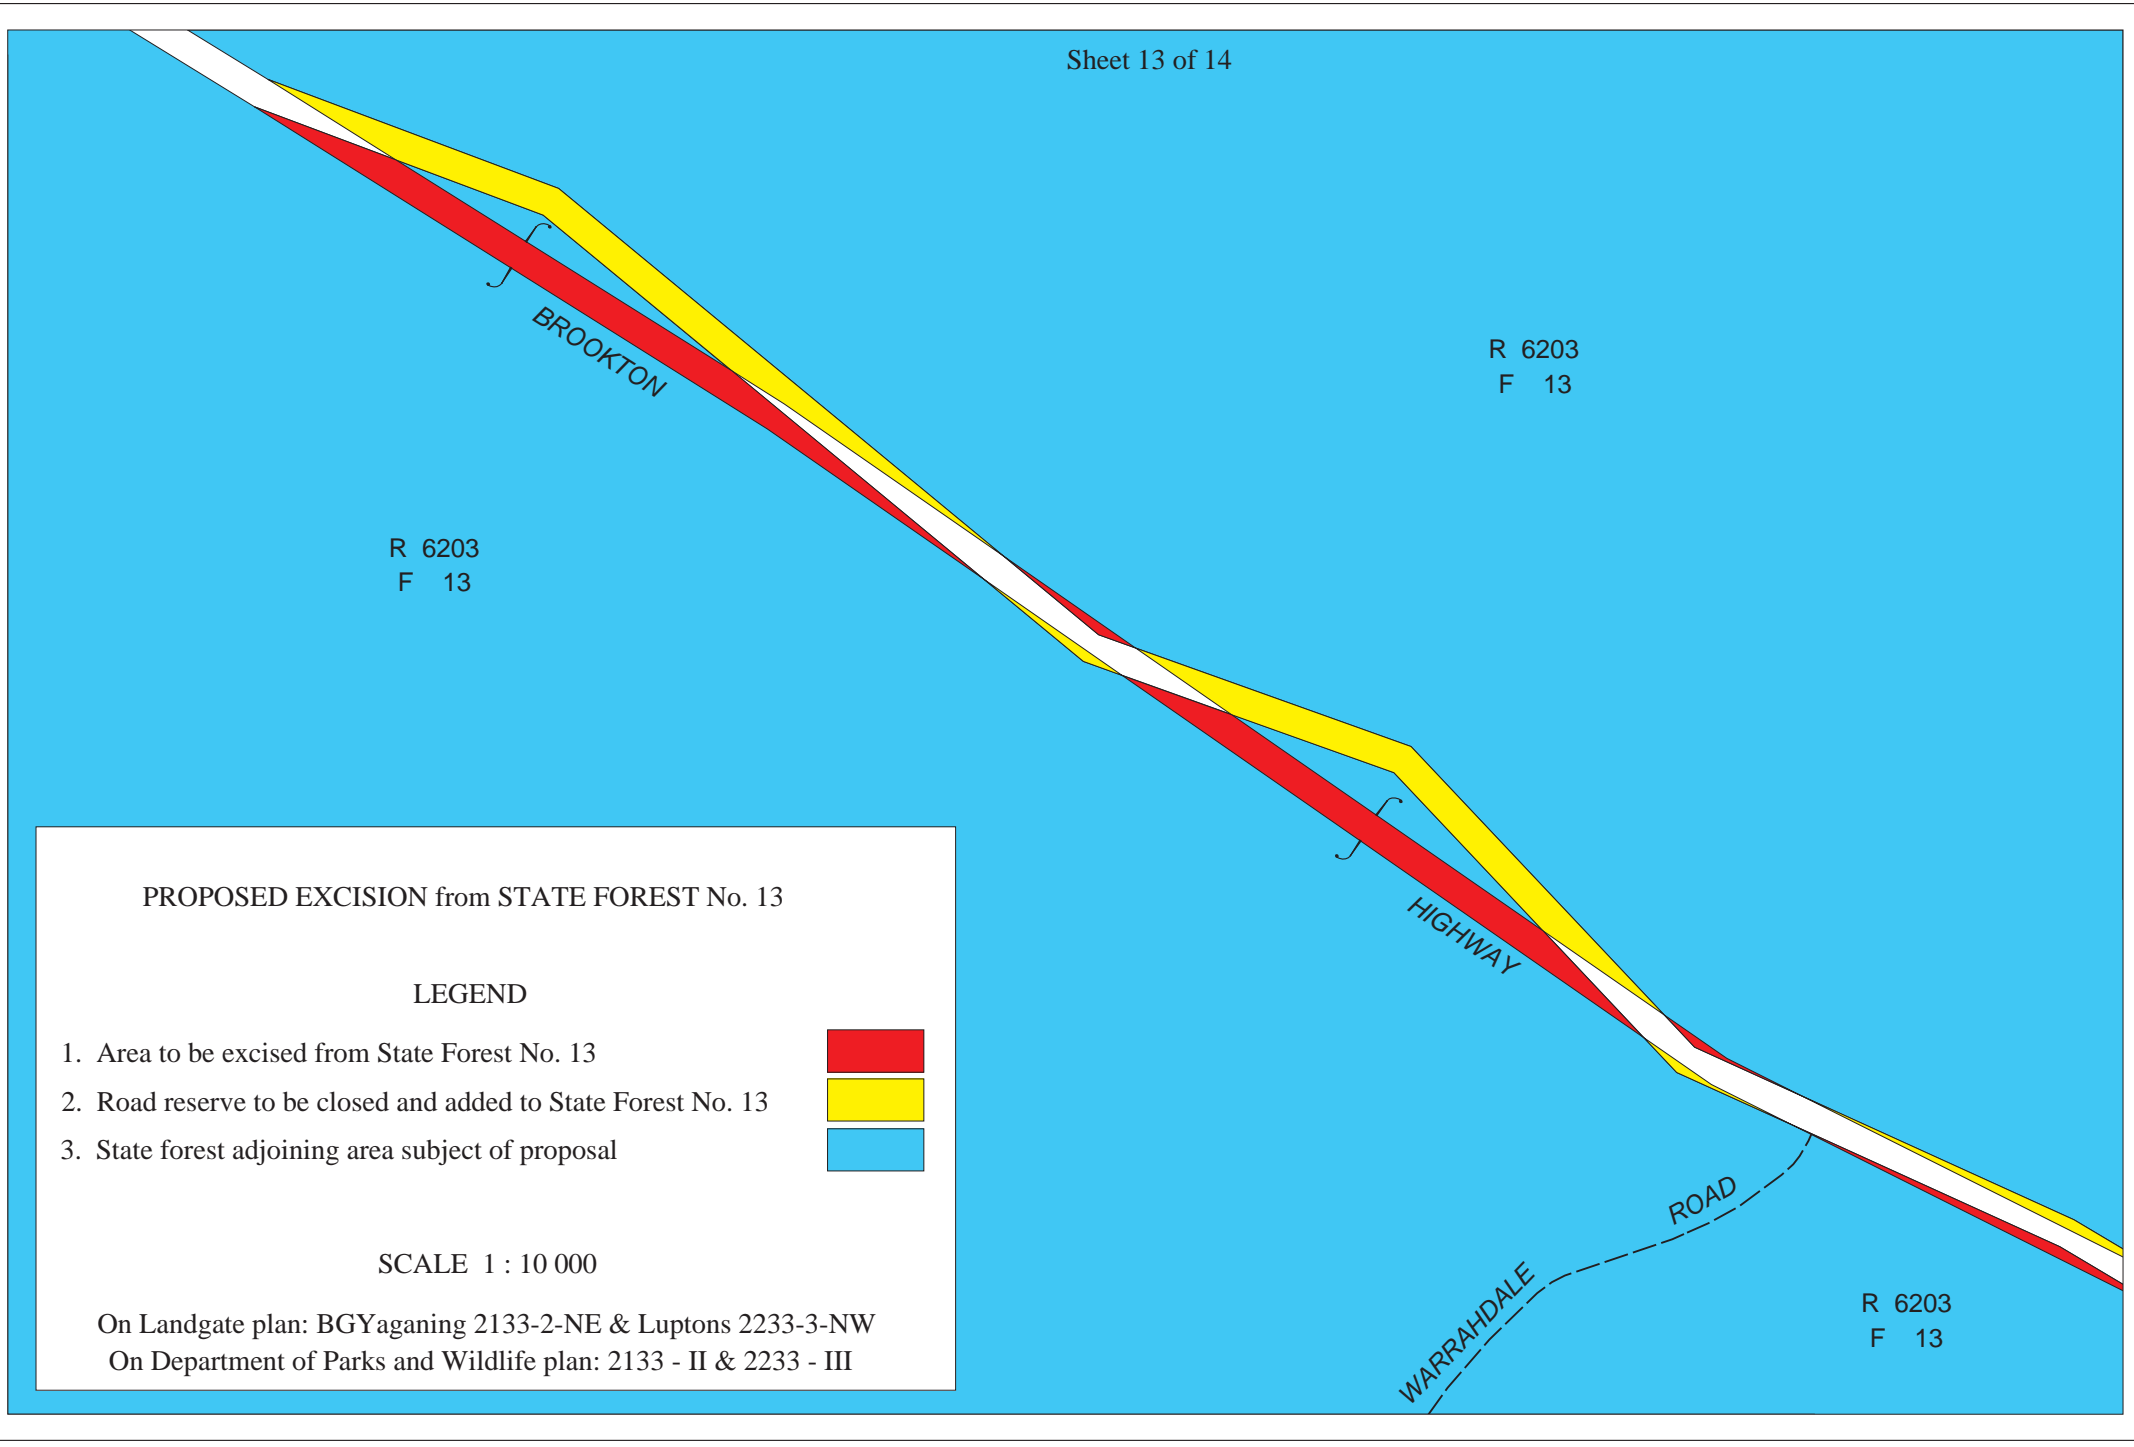 Sheet 13 of 14
BROOKTON
R 6203
F 13
R 6203
F 13
HIGHWAY
PROPOSED EXCISION from STATE FOREST No. 13
LEGEND
1. Area to be excised from State Forest No. 13
2. Road reserve to be closed and added to State Forest No. 13
3. State forest adjoining area subject of proposal
SCALE 1 : 10 000
On Landgate plan: BGYaganing 2133-2-NE & Luptons 2233-3-NW
On Department of Parks and Wildlife plan: 2133 - II & 2233 - III
WARRAHDALE ROAD
R 6203
F 13